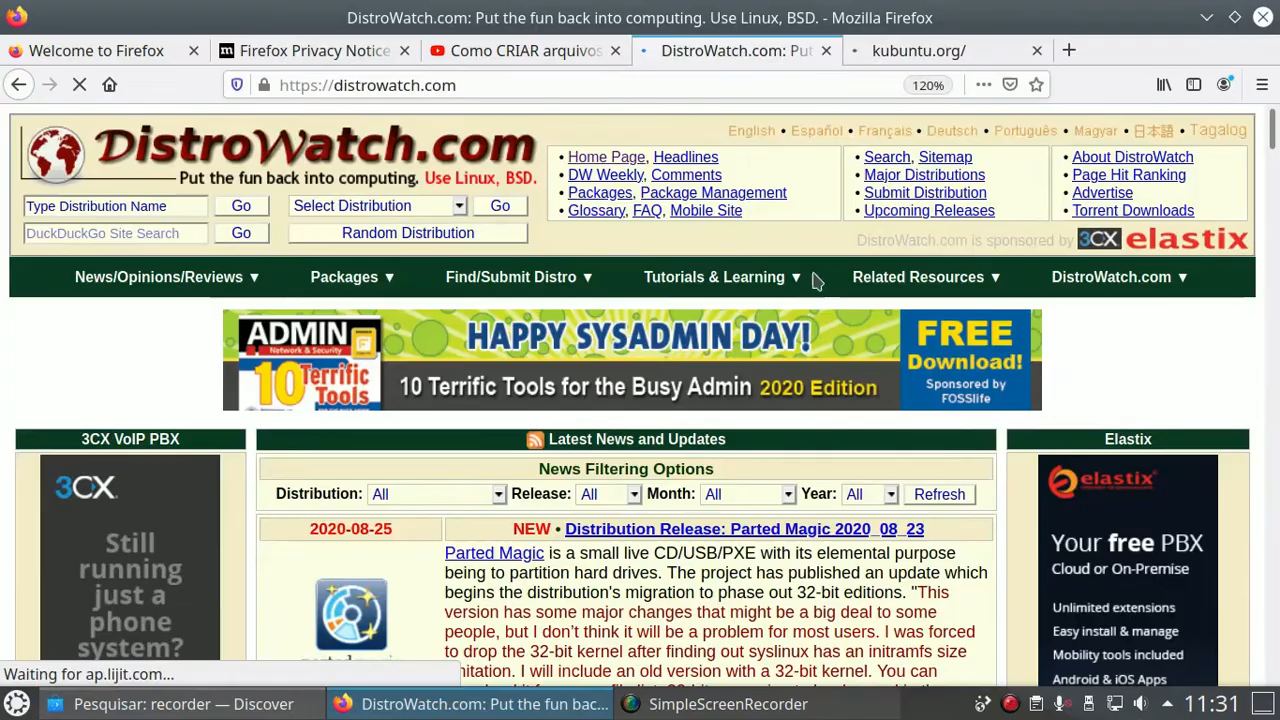 DistroWatch.com: Put the fun back into computing. Use Linux, BSD. - Mozilla Firefox
Welcome to Firefox
Firefox Privacy Notice
Como CRIAR arquivos
DistroWatch.com: Put
kubuntu.org/
https://distrowatch.com
120%
DistroWatch.com
Put the fun back into computing. Use Linux, BSD.
English • Español • Français • Deutsch • Português • Magyar • 日本語 • Tagalog
• Home Page, Headlines
• DW Weekly, Comments
• Packages, Package Management
• Glossary, FAQ, Mobile Site
• Search, Sitemap
• Major Distributions
• Submit Distribution
• Upcoming Releases
• About DistroWatch
• Page Hit Ranking
• Advertise
• Torrent Downloads
Type Distribution Name Go Select Distribution Go
DuckDuckGo Site Search Go Random Distribution
DistroWatch.com is sponsored by 3CX elastix
News/Opinions/Reviews ▼ Packages ▼ Find/Submit Distro ▼ Tutorials & Learning ▼ Related Resources ▼ DistroWatch.com ▼
ADMIN
Network & Security
10 Terrific Tools
HAPPY SYSADMIN DAY!
10 Terrific Tools for the Busy Admin 2020 Edition
FREE
Download!
Sponsored by
FOSSlife
3CX VoIP PBX
3CX
Still
running
just a
phone
system?
Latest News and Updates
News Filtering Options
Distribution: All Release: All Month: All Year: All Refresh
2020-08-25
NEW • Distribution Release: Parted Magic 2020_08_23
Parted Magic is a small live CD/USB/PXE with its elemental purpose
being to partition hard drives. The project has published an update which
begins the distribution's migration to phase out 32-bit editions. "This
version has some major changes that might be a big deal to some
people, but I don't think it will be a problem for most users. I was forced
to drop the 32-bit kernel after finding out syslinux has an initramfs size
limitation. I will include an old version with a 32-bit kernel. You can
Elastix
elastix
Your free PBX
Cloud or On-Premise
Unlimited extensions
Easy install & manage
Mobility tools included
Android & iOS Apps
Waiting for ap.lijit.com...
Pesquisar: recorder — Discover
DistroWatch.com: Put the fun bac...
SimpleScreenRecorder
11:31